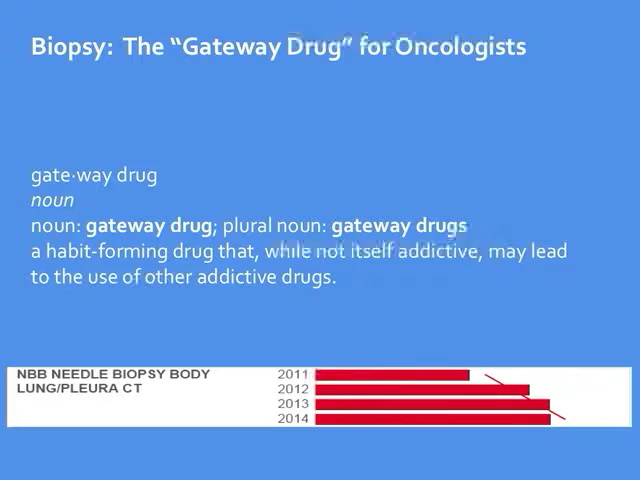 Biopsy: The “Gateway Drug” for Oncologists
gate·way drug
noun
noun: gateway drug; plural noun: gateway drugs
a habit-forming drug that, while not itself addictive, may lead
to the use of other addictive drugs.
NBB NEEDLE BIOPSY BODY 2011
LUNG/PLEURA CT 2012
2013
2014